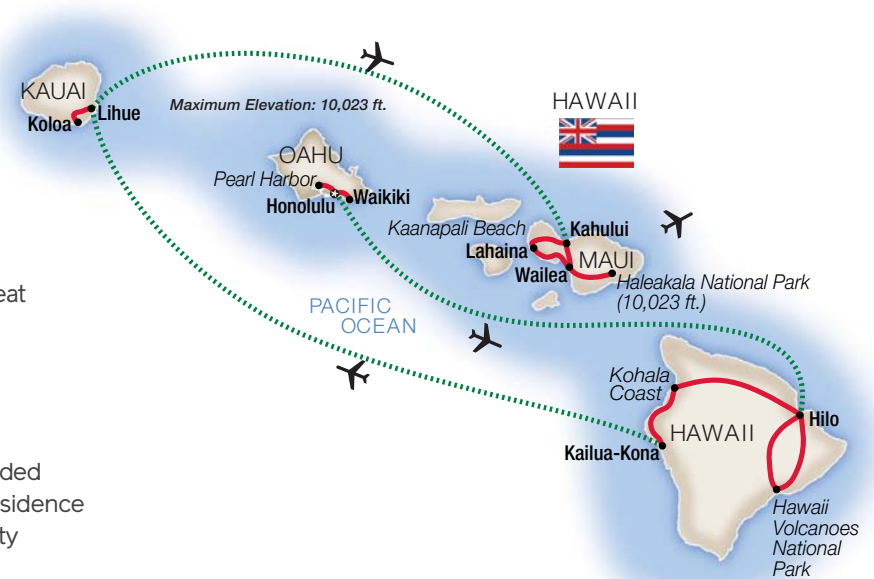 KAUAI
Lihue
Koloa
Maximum Elevation: 10,023 ft.
HAWAII
OAHU
Pearl Harbor
Honolulu
Waikiki
Kaanapali Beach
Kahului
Lahaina
MAUI
Wailea
Haleakala National Park
(10,023 ft.)
eat
PACIFIC
OCEAN
Kohala
Coast
HAWAII
Hilo
Kailua-Kona
ded
sidence
ty
Hawaii
Volcanoes
National
Park